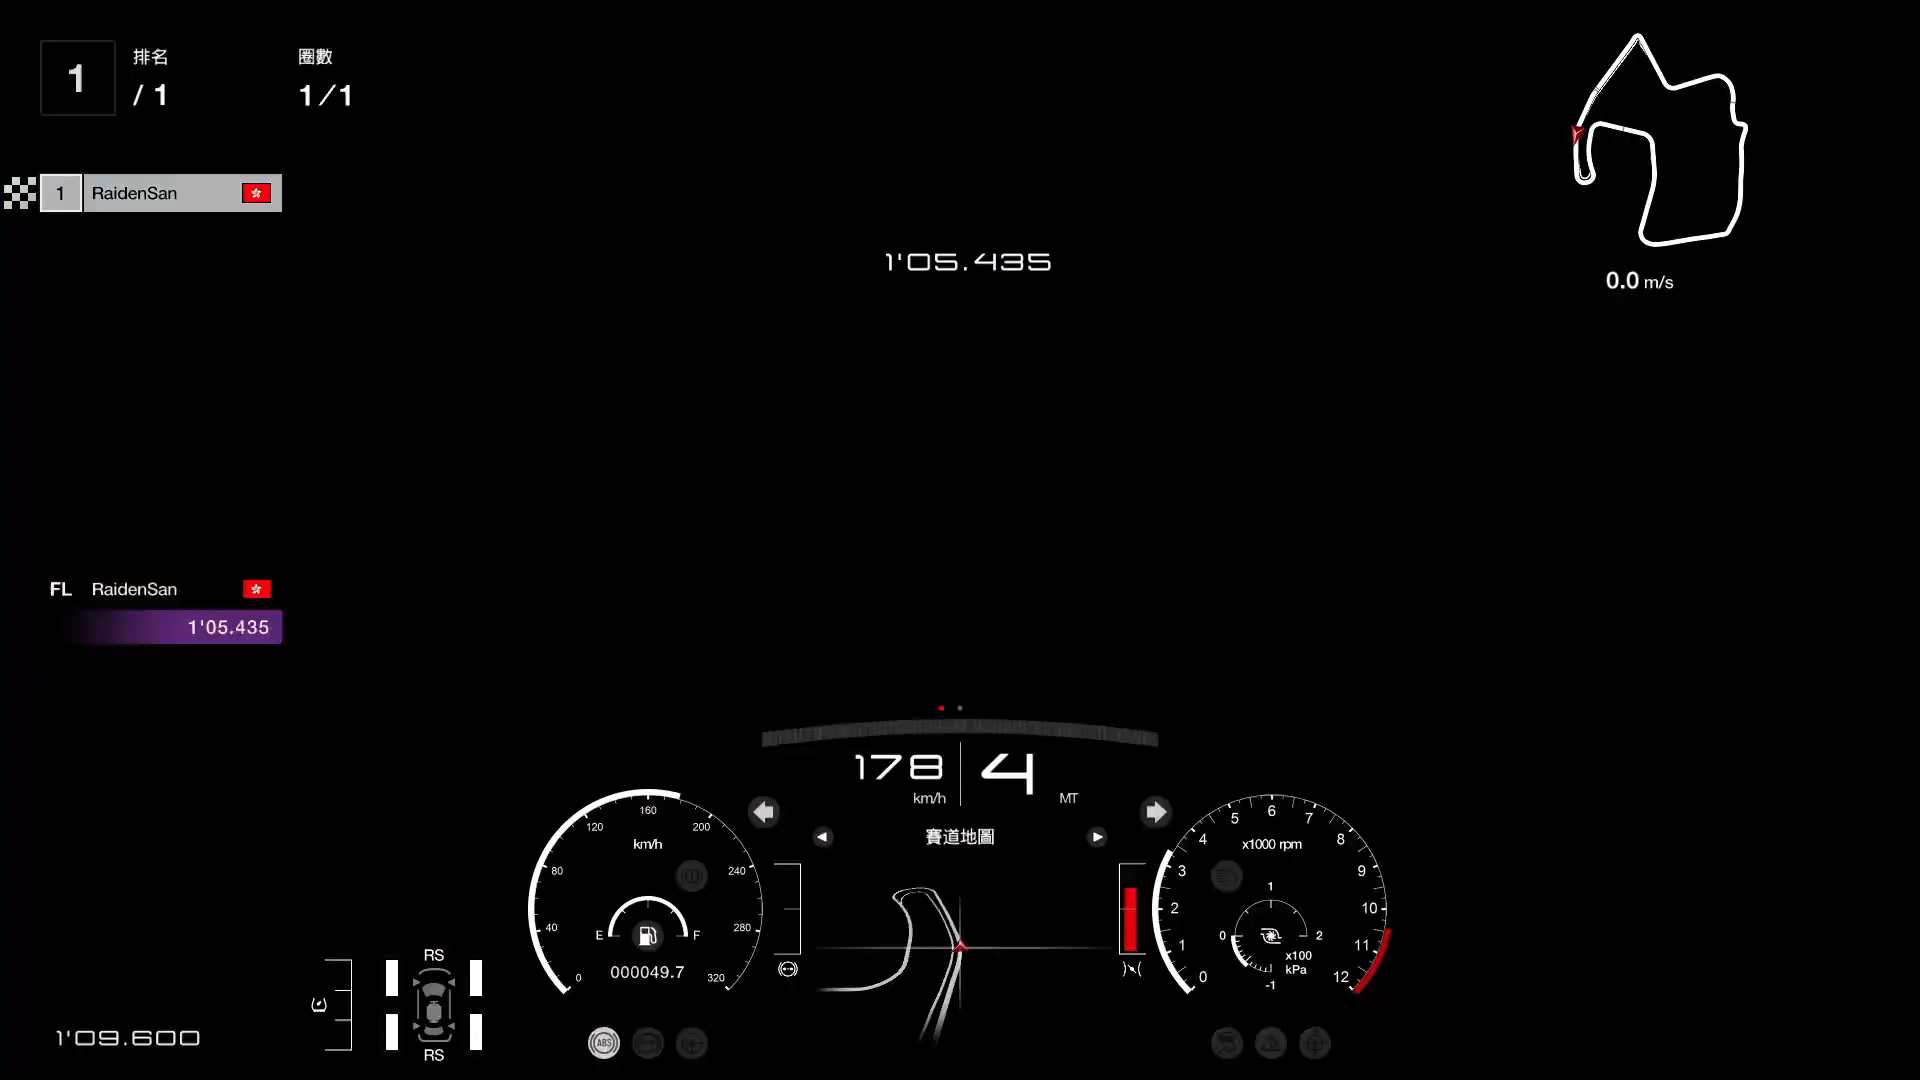 1
排名
/ 1
圈數
1/1
1
RaidenSan
1'05.435
0.0 m/s
FL RaidenSan
1'05.435
178
km/h
4
MT
賽道地圖
0
40
80
120
160
200
240
280
320
km/h
E
F
000049.7
0
1
2
3
4
5
6
7
8
9
10
11
12
x1000 rpm
1
0
2
-1
x100
kPa
RS
RS
ABS
1'09.600